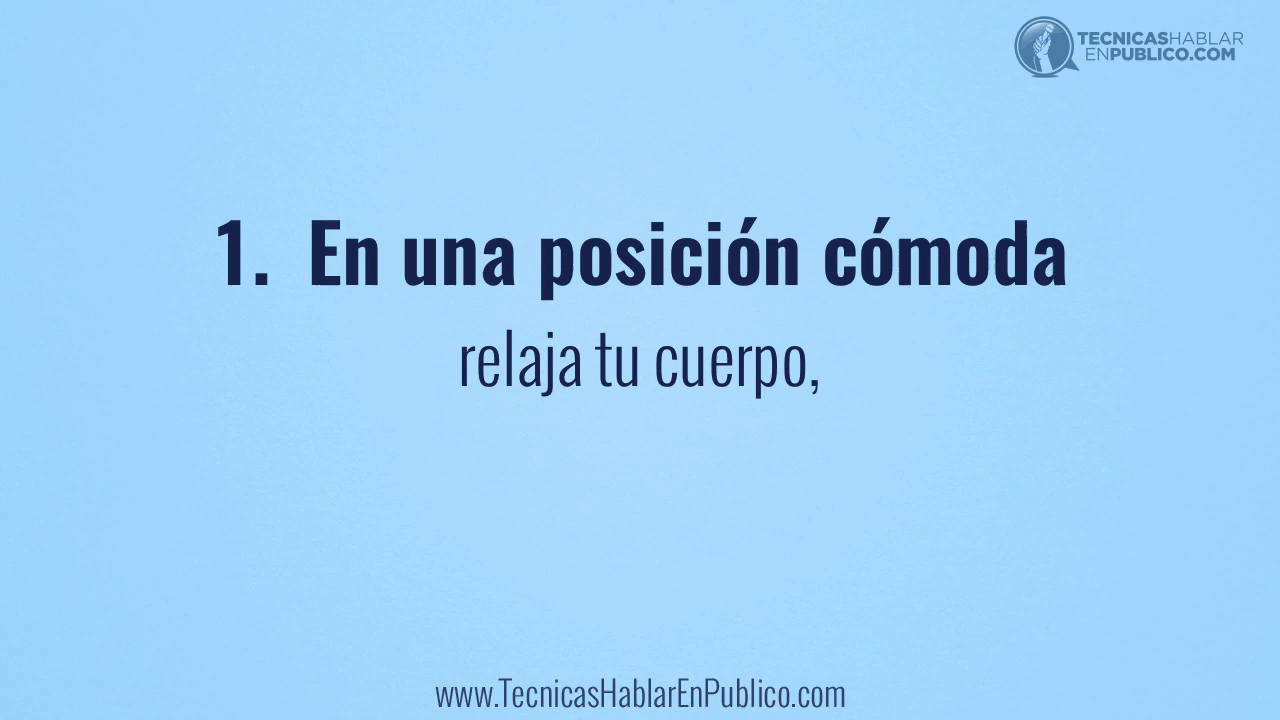 TECNICASHABLAR
ENPUBLICO.COM
1. En una posición cómoda
relaja tu cuerpo,
www.TecnicasHablarEnPublico.com